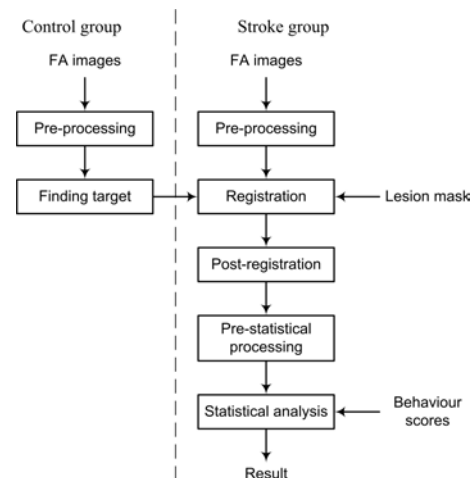 Control group
Stroke group
FA images
FA images
Pre-processing
Pre-processing
Finding target
Registration
Lesion mask
Post-registration
Pre-statistical
processing
Statistical analysis
Behaviour
scores
Result